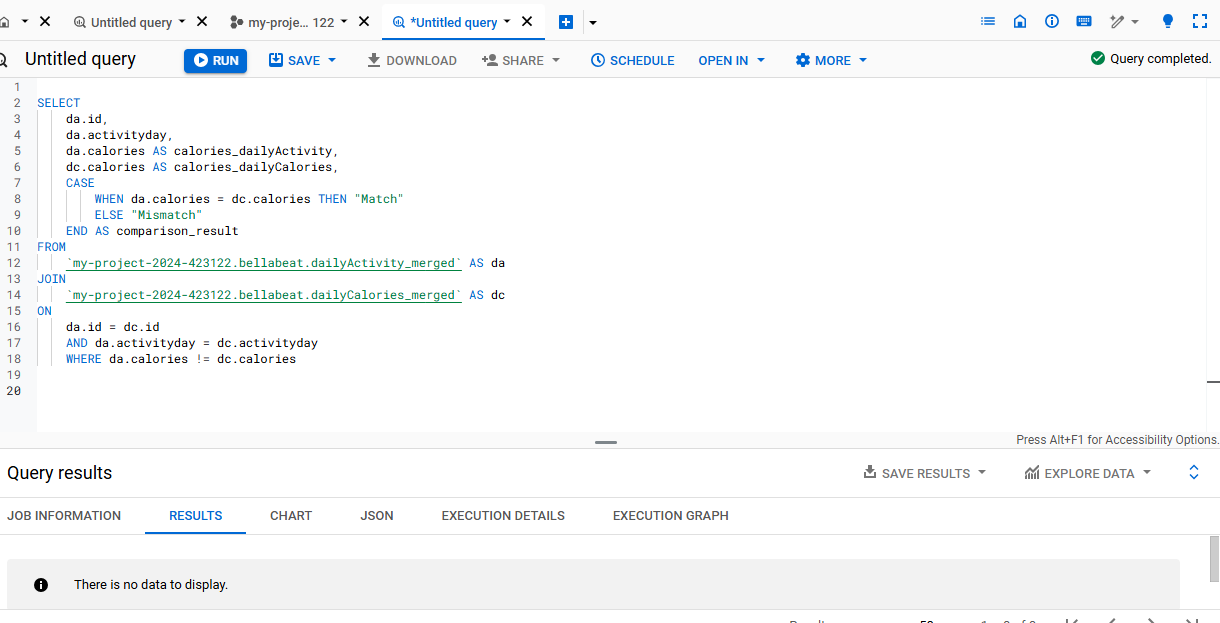 Untitled query
my-proje... 122
*Untitled query
Untitled query
RUN
SAVE
DOWNLOAD
SHARE
SCHEDULE
OPEN IN
MORE
Query completed.
1
2 SELECT
3 da.id,
4 da.activityday,
5 da.calories AS calories_dailyActivity,
6 dc.calories AS calories_dailyCalories,
7 CASE
8 WHEN da.calories = dc.calories THEN "Match"
9 ELSE "Mismatch"
10 END AS comparison_result
11 FROM
12 `my-project-2024-423122.bellabeat.dailyActivity_merged` AS da
13 JOIN
14 `my-project-2024-423122.bellabeat.dailyCalories_merged` AS dc
15 ON
16 da.id = dc.id
17 AND da.activityday = dc.activityday
18 WHERE da.calories != dc.calories
19
20
Press Alt+F1 for Accessibility Options.
Query results
SAVE RESULTS
EXPLORE DATA
JOB INFORMATION
RESULTS
CHART
JSON
EXECUTION DETAILS
EXECUTION GRAPH
There is no data to display.